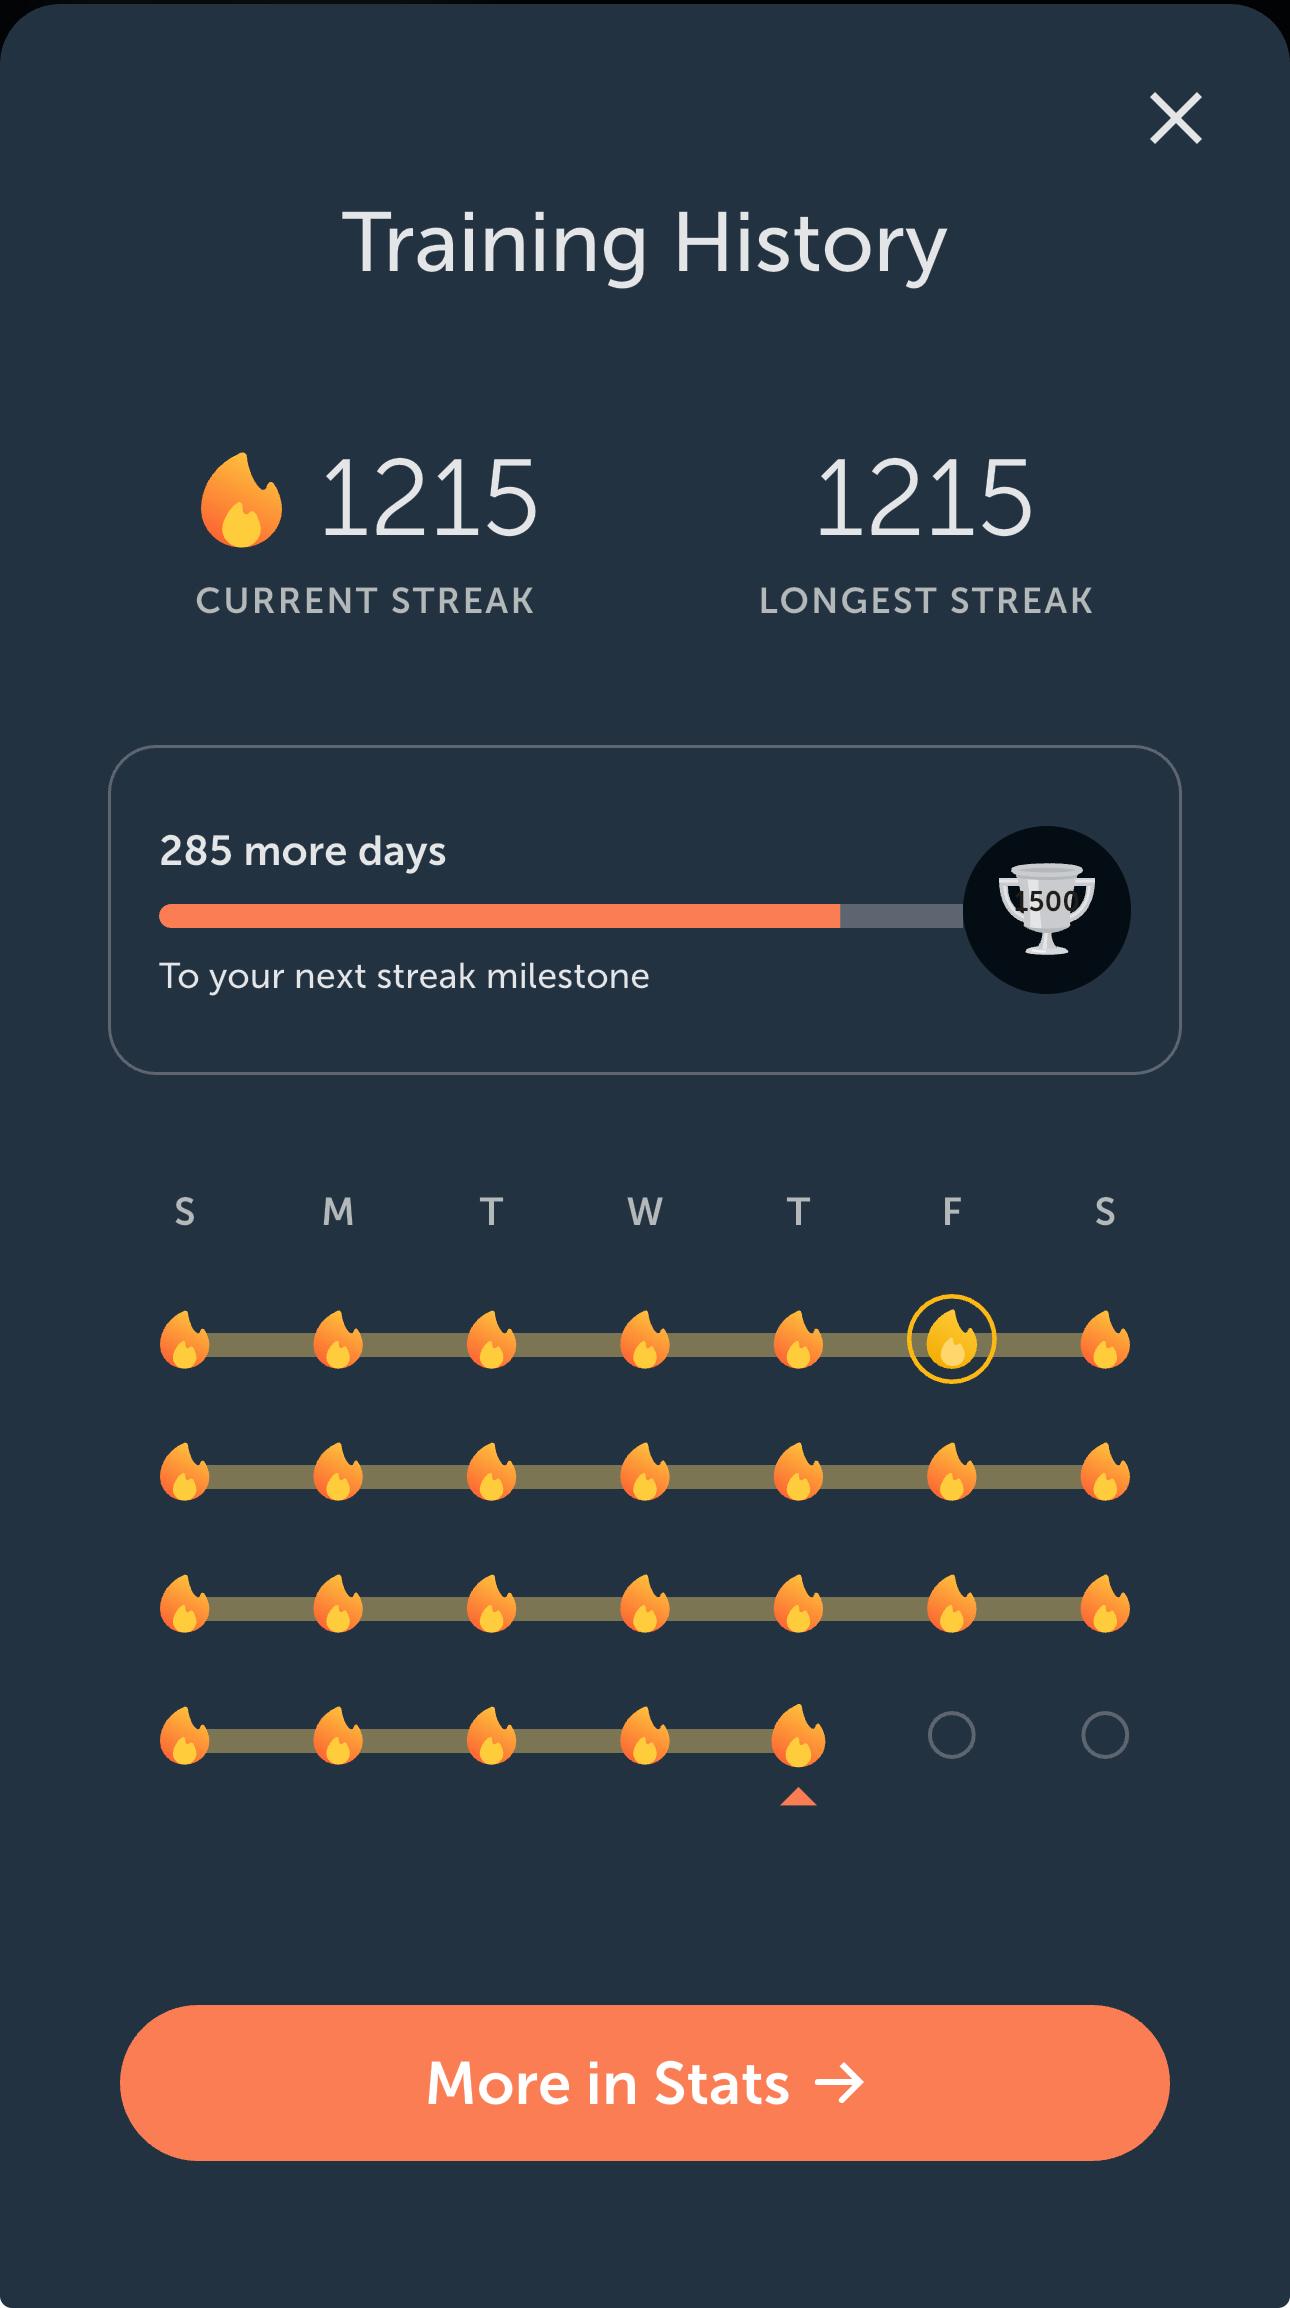 Training History
1215 1215
CURRENT STREAK LONGEST STREAK
285 more days
1500
To your next streak milestone
S M T W T F S
More in Stats →